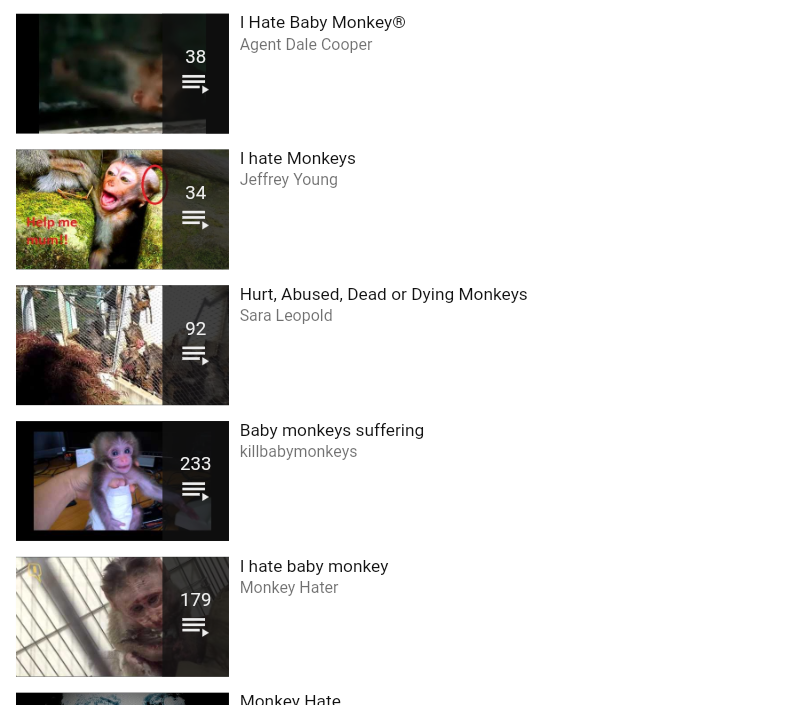 I Hate Baby Monkey®
Agent Dale Cooper
38
I hate Monkeys
Jeffrey Young
34
Help me
mum!!
Hurt, Abused, Dead or Dying Monkeys
Sara Leopold
92
Baby monkeys suffering
killbabymonkeys
233
I hate baby monkey
Monkey Hater
179
Monkey Hate